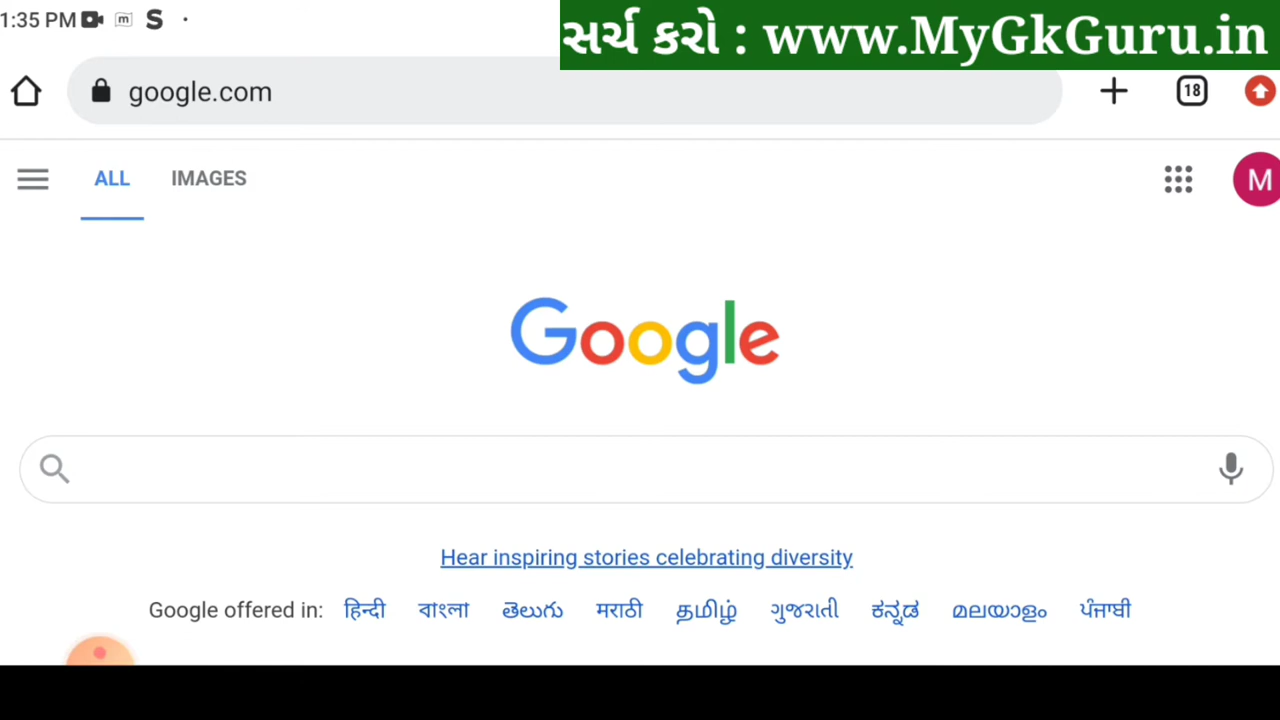 1:35 PM m S
સર્ચ કરો : www.MyGkGuru.in
google.com
18
ALL IMAGES
M
Google
Hear inspiring stories celebrating diversity
Google offered in: हिन्दी বাংলা తెలుగు मराठी தமிழ் ગુજરાતી ಕನ್ನಡ മലയാളം ਪੰਜਾਬੀ